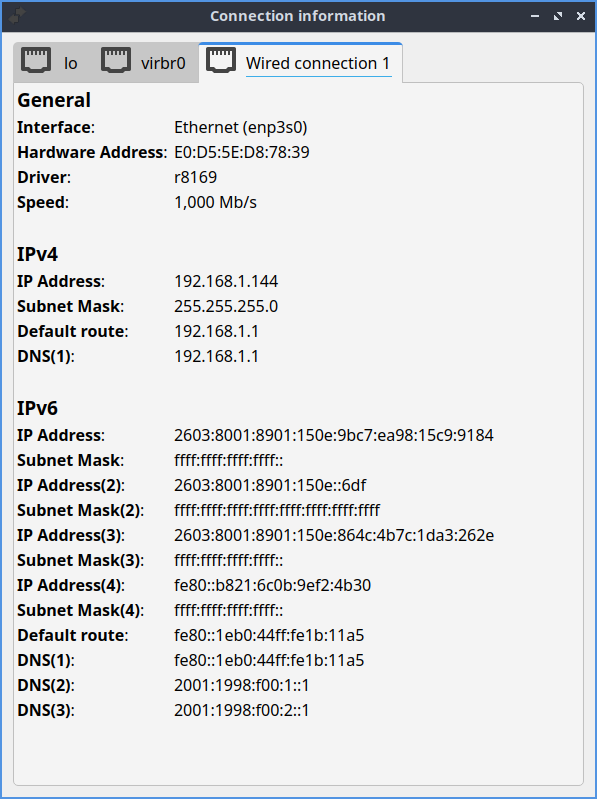 Connection information
lo virbr0 Wired connection 1
General
Interface: Ethernet (enp3s0)
Hardware Address: E0:D5:5E:D8:78:39
Driver: r8169
Speed: 1,000 Mb/s
IPv4
IP Address: 192.168.1.144
Subnet Mask: 255.255.255.0
Default route: 192.168.1.1
DNS(1): 192.168.1.1
IPv6
IP Address: 2603:8001:8901:150e:9bc7:ea98:15c9:9184
Subnet Mask: ffff:ffff:ffff:ffff::
IP Address(2): 2603:8001:8901:150e::6df
Subnet Mask(2): ffff:ffff:ffff:ffff:ffff:ffff:ffff:ffff
IP Address(3): 2603:8001:8901:150e:864c:4b7c:1da3:262e
Subnet Mask(3): ffff:ffff:ffff:ffff::
IP Address(4): fe80::b821:6c0b:9ef2:4b30
Subnet Mask(4): ffff:ffff:ffff:ffff::
Default route: fe80::1eb0:44ff:fe1b:11a5
DNS(1): fe80::1eb0:44ff:fe1b:11a5
DNS(2): 2001:1998:f00:1::1
DNS(3): 2001:1998:f00:2::1